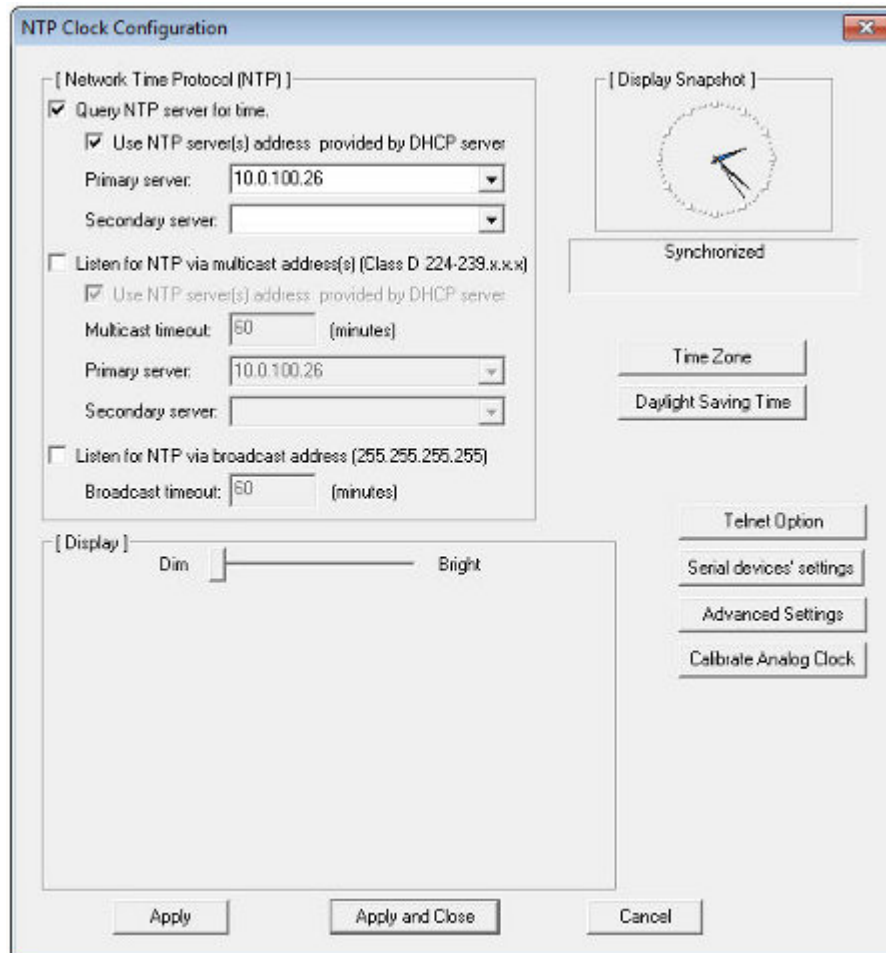 NTP Clock Configuration
[ Network Time Protocol (NTP) ]
Query NTP server for time.
Use NTP server(s) address provided by DHCP server
Primary server: 10.0.100.26
Secondary server:
Listen for NTP via multicast address(s) (Class D 224-239.x.x.x)
Use NTP server(s) address provided by DHCP server
Multicast timeout: 60 (minutes)
Primary server: 10.0.100.26
Secondary server:
Listen for NTP via broadcast address (255.255.255.255)
Broadcast timeout: 60 (minutes)
[ Display Snapshot ]
Synchronized
Time Zone
Daylight Saving Time
[ Display ]
Dim Bright
Telnet Option
Serial devices' settings
Advanced Settings
Calibrate Analog Clock
Apply Apply and Close Cancel